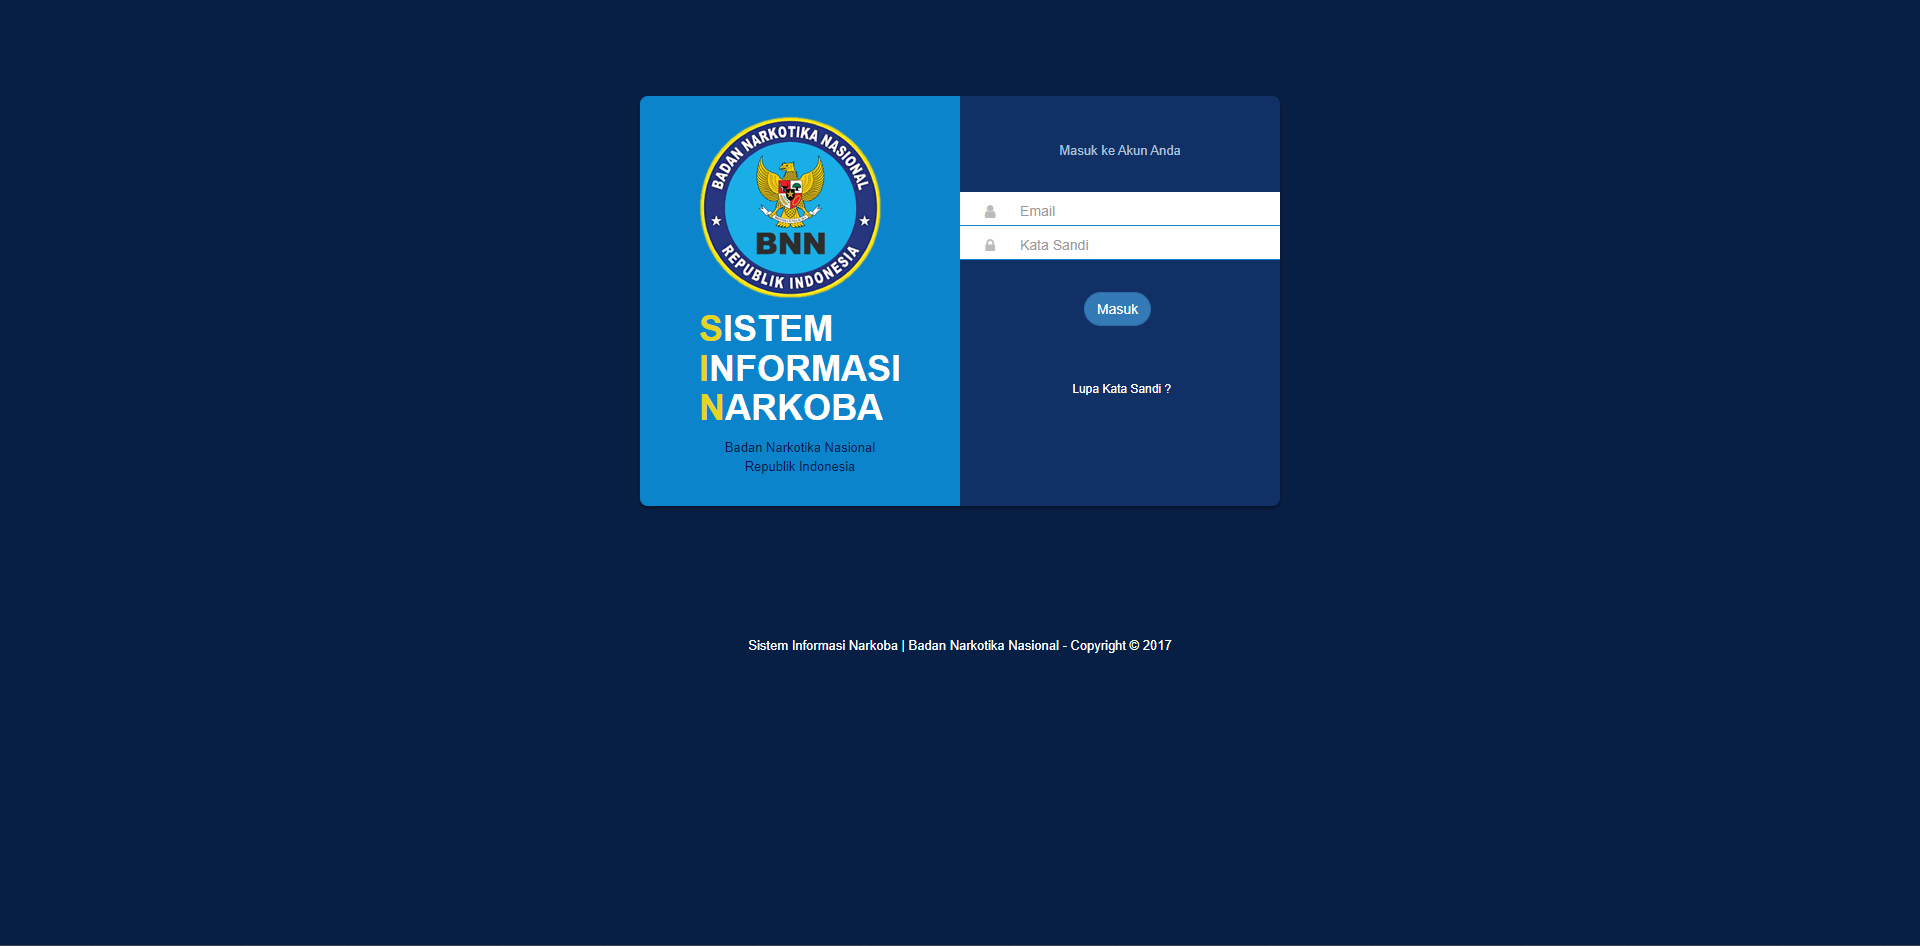 BADAN NARKOTIKA NASIONAL
BNN
REPUBLIK INDONESIA
SISTEM
INFORMASI
NARKOBA
Badan Narkotika Nasional
Republik Indonesia
Masuk ke Akun Anda
Email
Kata Sandi
Masuk
Lupa Kata Sandi ?
Sistem Informasi Narkoba | Badan Narkotika Nasional - Copyright © 2017